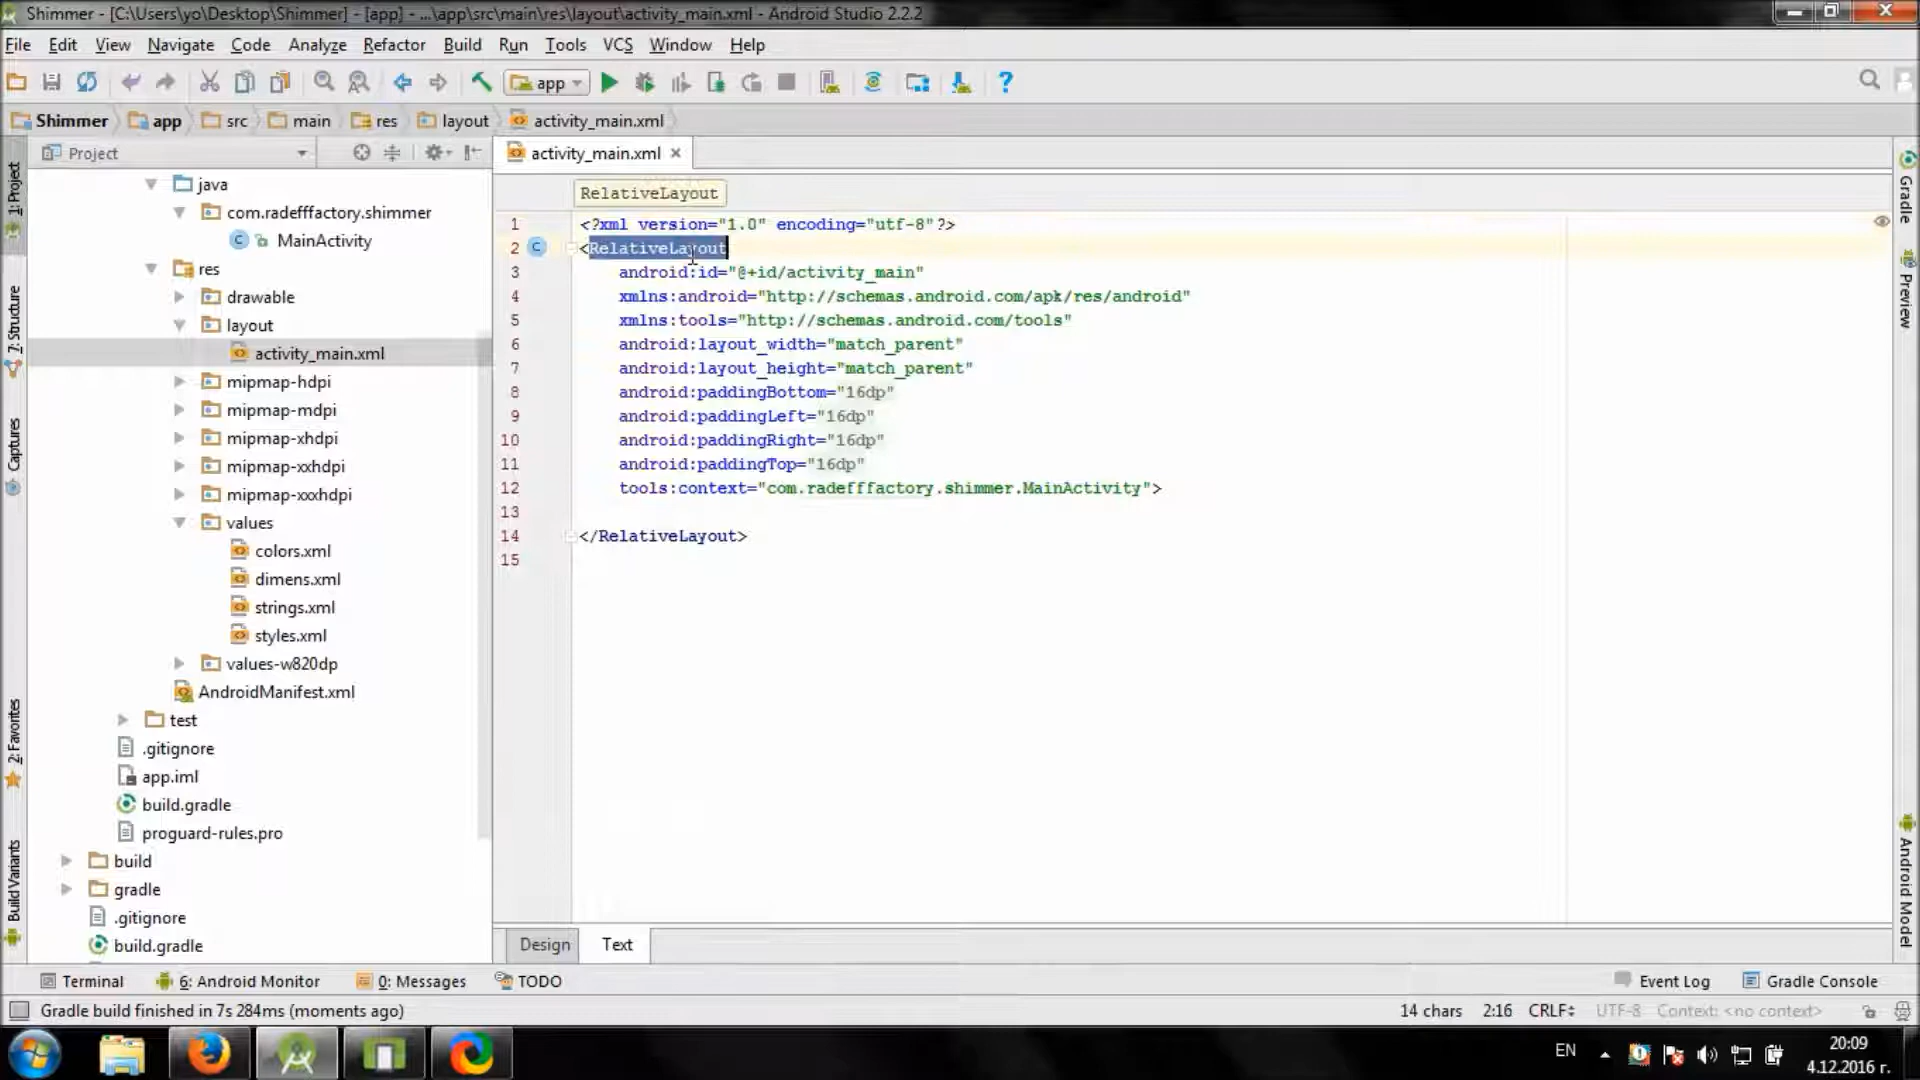 Shimmer - [C:\Users\yo\Desktop\Shimmer] - [app] - ...\app\src\main\res\layout\activity_main.xml - Android Studio 2.2.2
File Edit View Navigate Code Analyze Refactor Build Run Tools VCS Window Help
app
Shimmer app src main res layout activity_main.xml
Project
activity_main.xml
RelativeLayout
1: Project
7: Structure
Captures
2: Favorites
Build Variants
java
com.radefffactory.shimmer
MainActivity
res
drawable
layout
activity_main.xml
mipmap-hdpi
mipmap-mdpi
mipmap-xhdpi
mipmap-xxhdpi
mipmap-xxxhdpi
values
colors.xml
dimens.xml
strings.xml
styles.xml
values-w820dp
AndroidManifest.xml
test
.gitignore
app.iml
build.gradle
proguard-rules.pro
build
gradle
.gitignore
build.gradle
1 <?xml version="1.0" encoding="utf-8"?>
2 <RelativeLayout
3 android:id="@+id/activity_main"
4 xmlns:android="http://schemas.android.com/apk/res/android"
5 xmlns:tools="http://schemas.android.com/tools"
6 android:layout_width="match_parent"
7 android:layout_height="match_parent"
8 android:paddingBottom="16dp"
9 android:paddingLeft="16dp"
10 android:paddingRight="16dp"
11 android:paddingTop="16dp"
12 tools:context="com.radefffactory.shimmer.MainActivity">
13
14 </RelativeLayout>
15
Gradle
Preview
Android Model
Design Text
Terminal 6: Android Monitor 0: Messages TODO Event Log Gradle Console
Gradle build finished in 7s 284ms (moments ago) 14 chars 2:16 CRLF UTF-8 Context: <no context>
EN
20:09
4.12.2016 г.